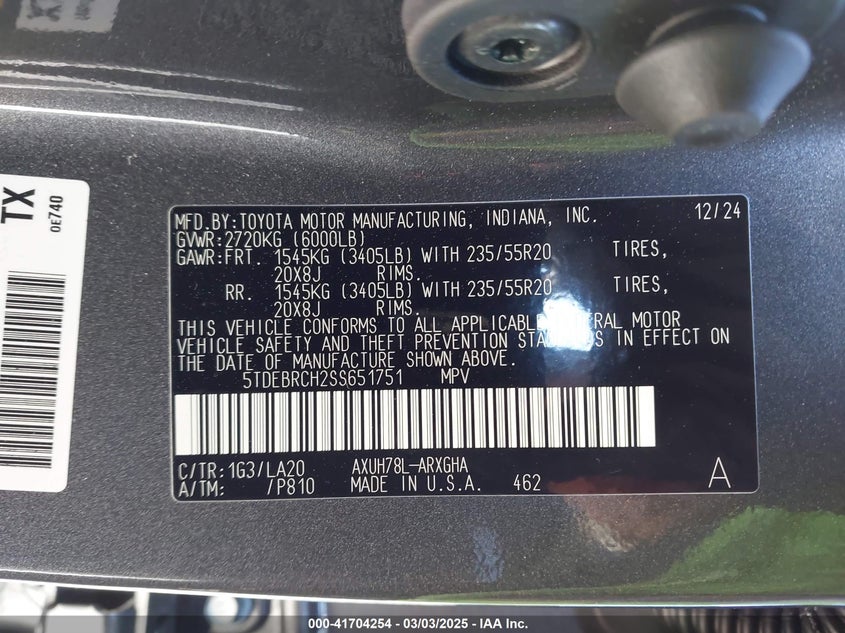 TX
0E740
MFD.BY:TOYOTA MOTOR MANUFACTURING, INDIANA, INC. 12/24
GVWR:2720KG (6000LB)
GAWR:FRT. 1545KG (3405LB) WITH 235/55R20 TIRES,
20X8J RIMS.
RR. 1545KG (3405LB) WITH 235/55R20 TIRES,
20X8J RIMS.
THIS VEHICLE CONFORMS TO ALL APPLICABLE MOTOR
VEHICLE SAFETY AND THEFT PREVENTION IN EFFECT ON
THE DATE OF MANUFACTURE SHOWN ABOVE.
5TDEBRCH2SS651751 MPV
C/TR:1G3/LA20 AXUH78L-ARXGHA
A/TM: /P810 MADE IN U.S.A. 462 A
000-41704254 - 03/03/2025 - IAA Inc.